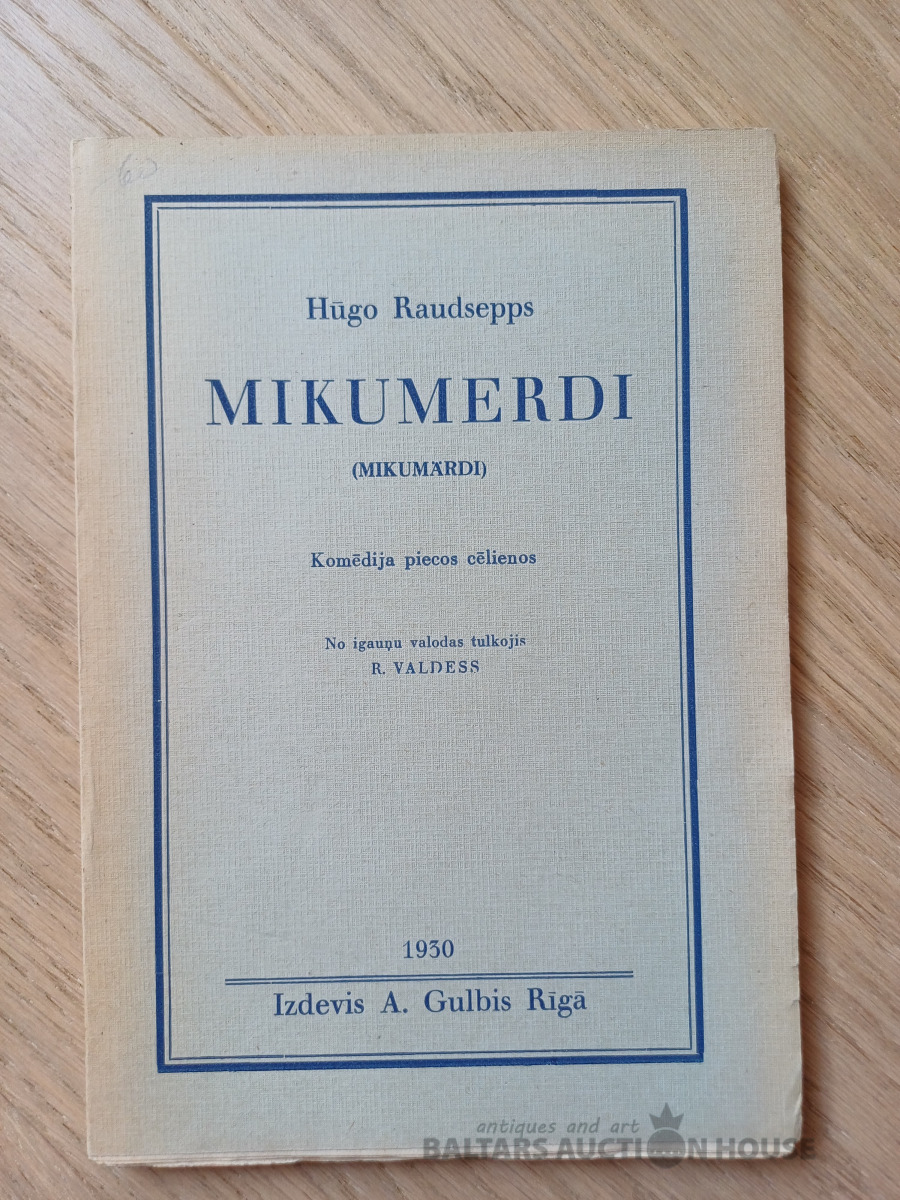 60
Hūgo Raudsepps
MIKUMERDI
(MIKUMÄRDI)
Komēdija piecos cēlienos
No igauņu valodas tulkojis
R. VALDESS
1930
Izdevis A. Gulbis Rīgā
antiques and art
BALTARS AUCTION HOUSE